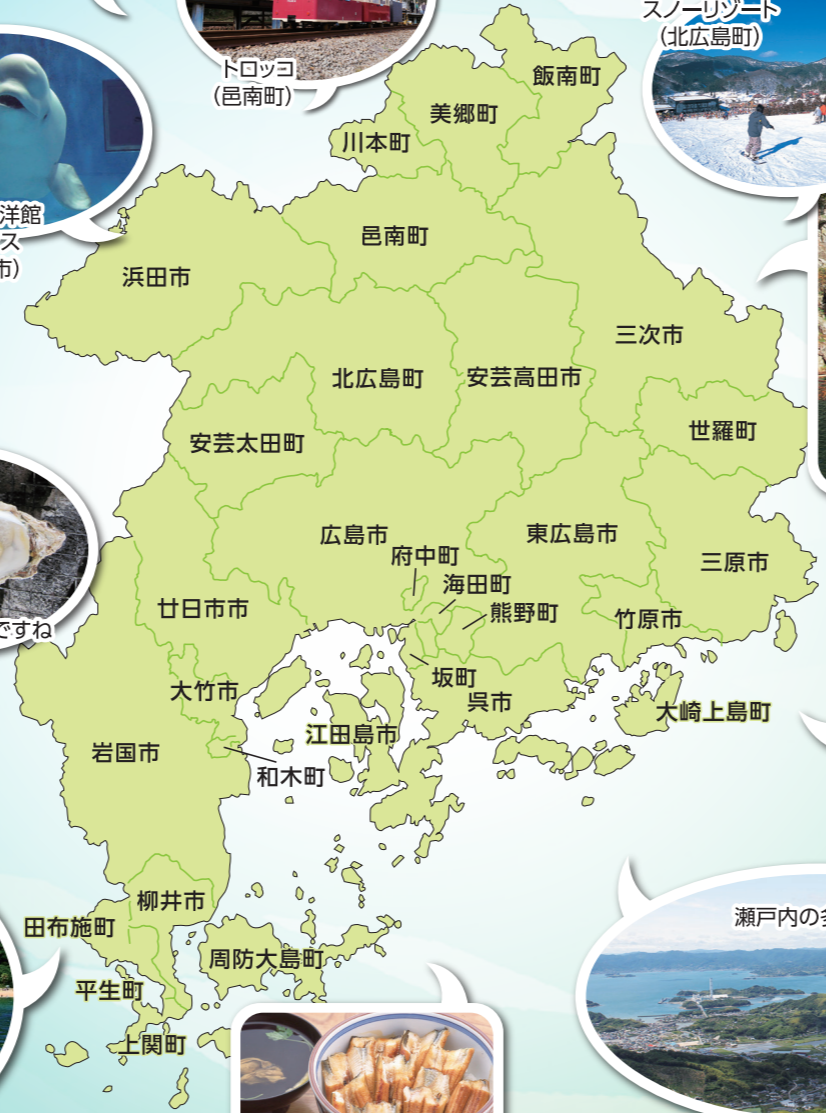 スノーリゾート
(北広島町)
トロッコ
(邑南町)
飯南町
美郷町
川本町
洋館
ス
市)
邑南町
浜田市
三次市
北広島町
安芸高田市
世羅町
安芸太田町
広島市
東広島市
府中町
三原市
海田町
熊野町
廿日市市
竹原市
ですね
坂町
大竹市
呉市
大崎上島町
江田島市
岩国市
和木町
柳井市
瀬戸内の多
田布施町
周防大島町
平生町
上関町